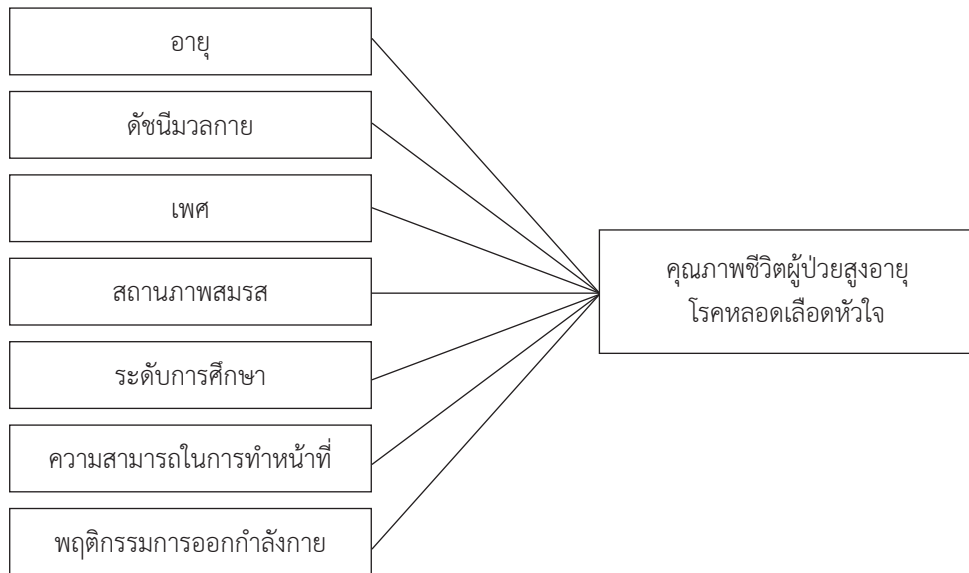 อายุ
ดัชนีมวลกาย
เพศ
สถานภาพสมรส
ระดับการศึกษา
ความสามารถในการทำหน้าที่
พฤติกรรมการออกกำลังกาย
คุณภาพชีวิตผู้ป่วยสูงอายุ
โรคหลอดเลือดหัวใจ